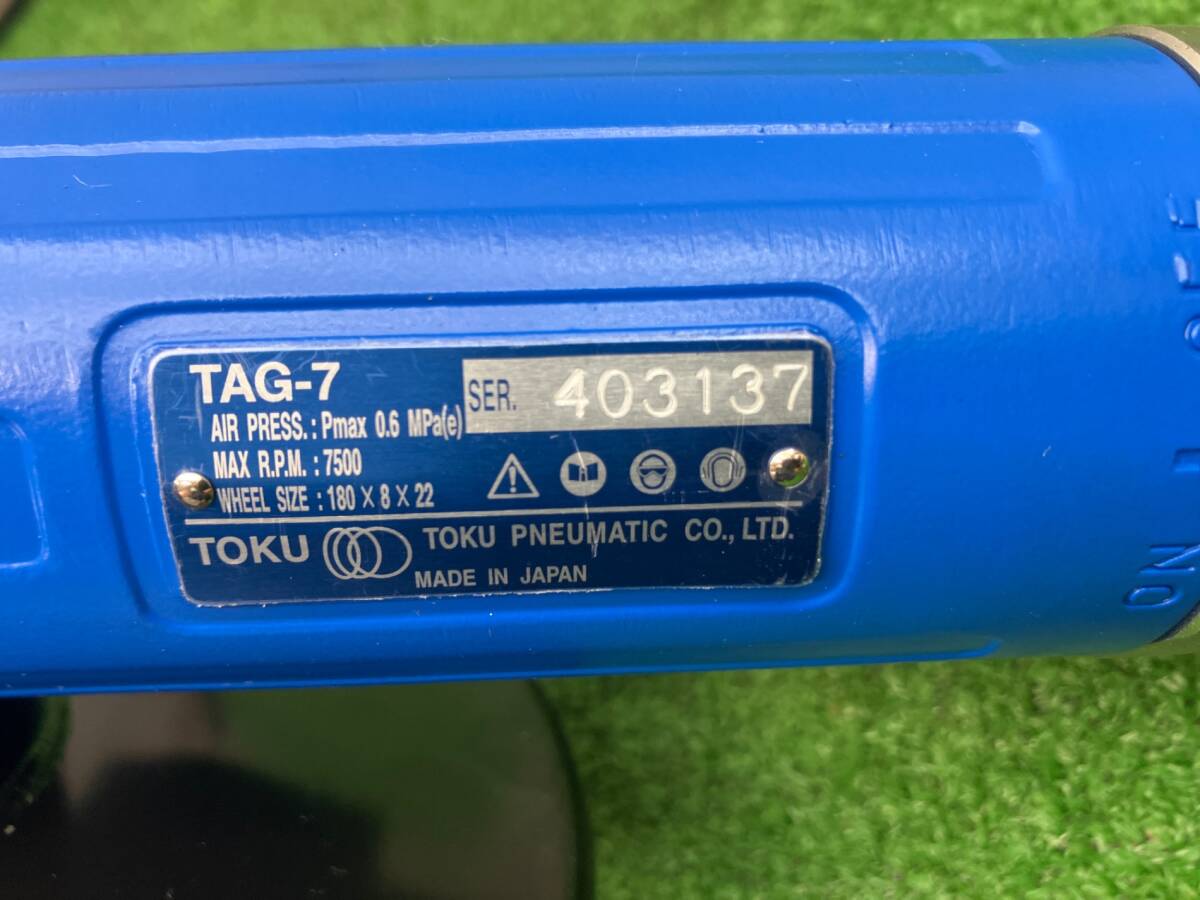 TAG-7
SER. 403137
AIR PRESS. : Pmax 0.6 MPa(e)
MAX R.P.M. : 7500
WHEEL SIZE : 180 X 8 X 22
TOKU TOKU PNEUMATIC CO., LTD.
MADE IN JAPAN
NO